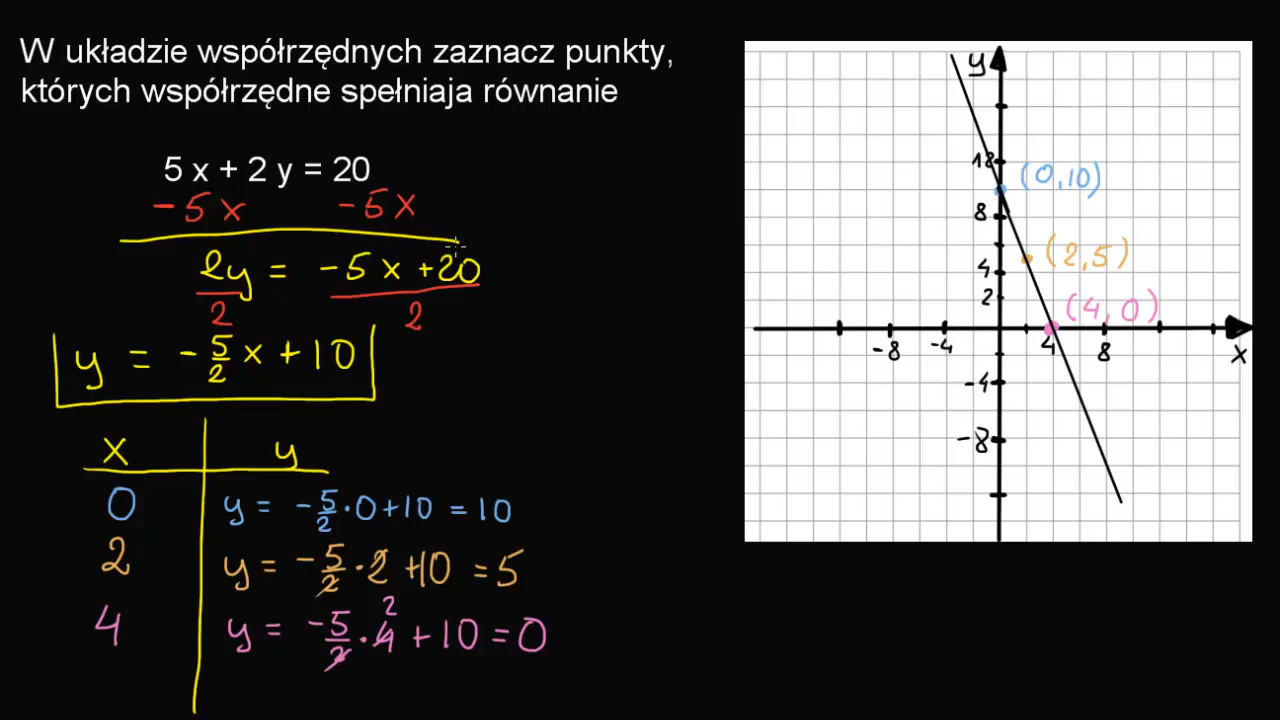 W układzie współrzędnych zaznacz punkty,
których współrzędne spełniaja równanie
5 x + 2 y = 20
-5x -5x
2y = -5x +20
2 2
y = -5/2 x + 10
x y
0 y = -5/2 · 0 + 10 = 10
2 y = -5/2 · 2 + 10 = 5
2
4 y = -5/2 · 4 + 10 = 0
y
18
(0,10)
8
(2,5)
4
2
(4,0)
-8 -4 4 8 x
-4
-8